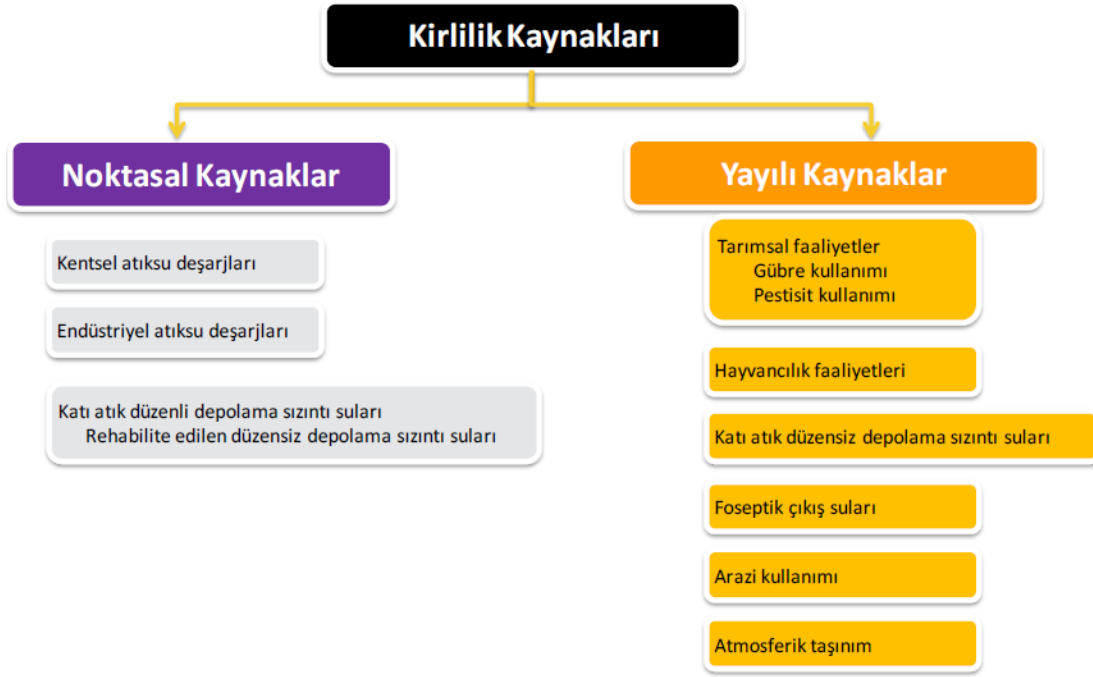 Kirlilik Kaynakları
Noktasal Kaynaklar
Kentsel atıksu deşarjları
Endüstriyel atıksu deşarjları
Katı atık düzenli depolama sızıntı suları
Rehabilite edilen düzensiz depolama sızıntı suları
Yayılı Kaynaklar
Tarımsal faaliyetler
Gübre kullanımı
Pestisit kullanımı
Hayvancılık faaliyetleri
Katı atık düzensiz depolama sızıntı suları
Foseptik çıkış suları
Arazi kullanımı
Atmosferik taşınım